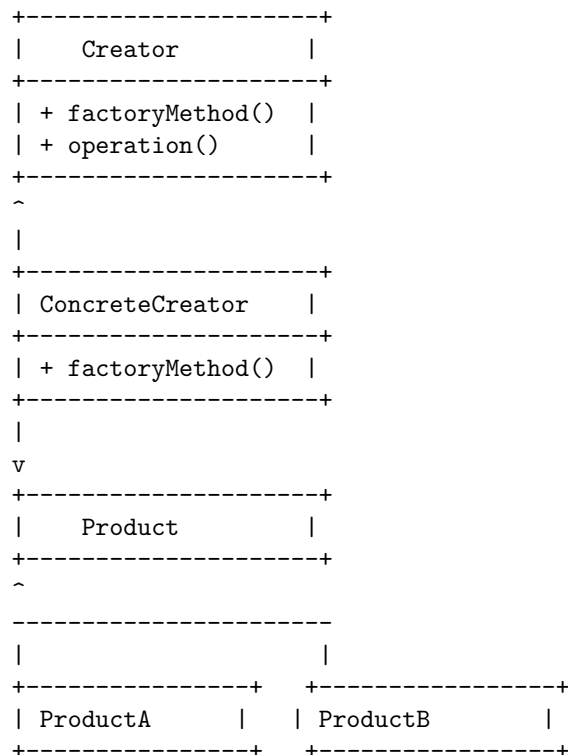 +---------------------+
|    Creator         |
+---------------------+
| + factoryMethod()  |
| + operation()      |
+---------------------+
^
|
+---------------------+
| ConcreteCreator    |
+---------------------+
| + factoryMethod()  |
+---------------------+
|
v
+---------------------+
|    Product         |
+---------------------+
^
-----------------------
|                     |
+----------------+   +-----------------+
| ProductA      |  | ProductB        |
+----------------+   +-----------------+